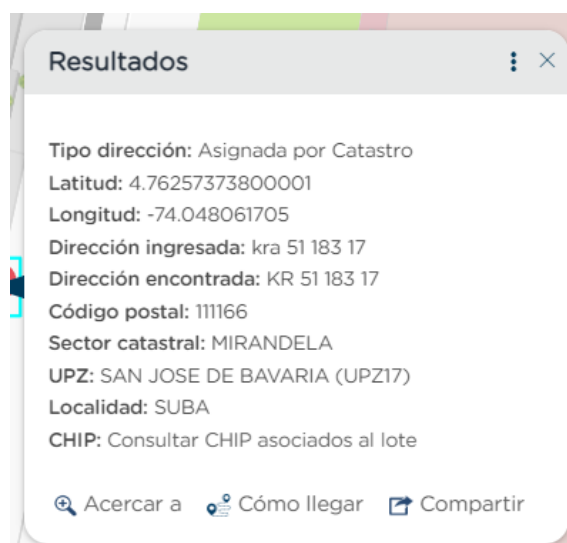 Resultados
Tipo dirección: Asignada por Catastro
Latitud: 4.76257373800001
Longitud: -74.048061705
Dirección ingresada: kra 51 183 17
Dirección encontrada: KR 51 183 17
Código postal: 111166
Sector catastral: MIRANDELA
UPZ: SAN JOSE DE BAVARIA (UPZ17)
Localidad: SUBA
CHIP: Consultar CHIP asociados al lote
Acercar a Cómo llegar Compartir